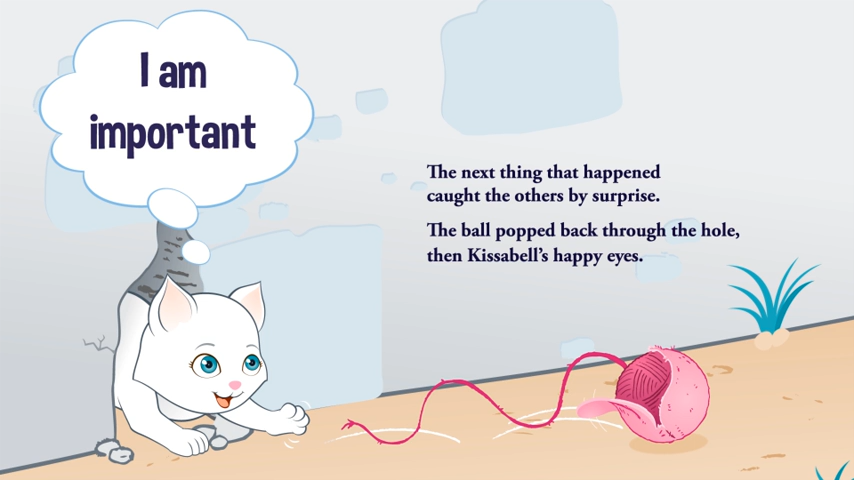 I am
important
The next thing that happened
caught the others by surprise.
The ball popped back through the hole,
then Kissabell’s happy eyes.